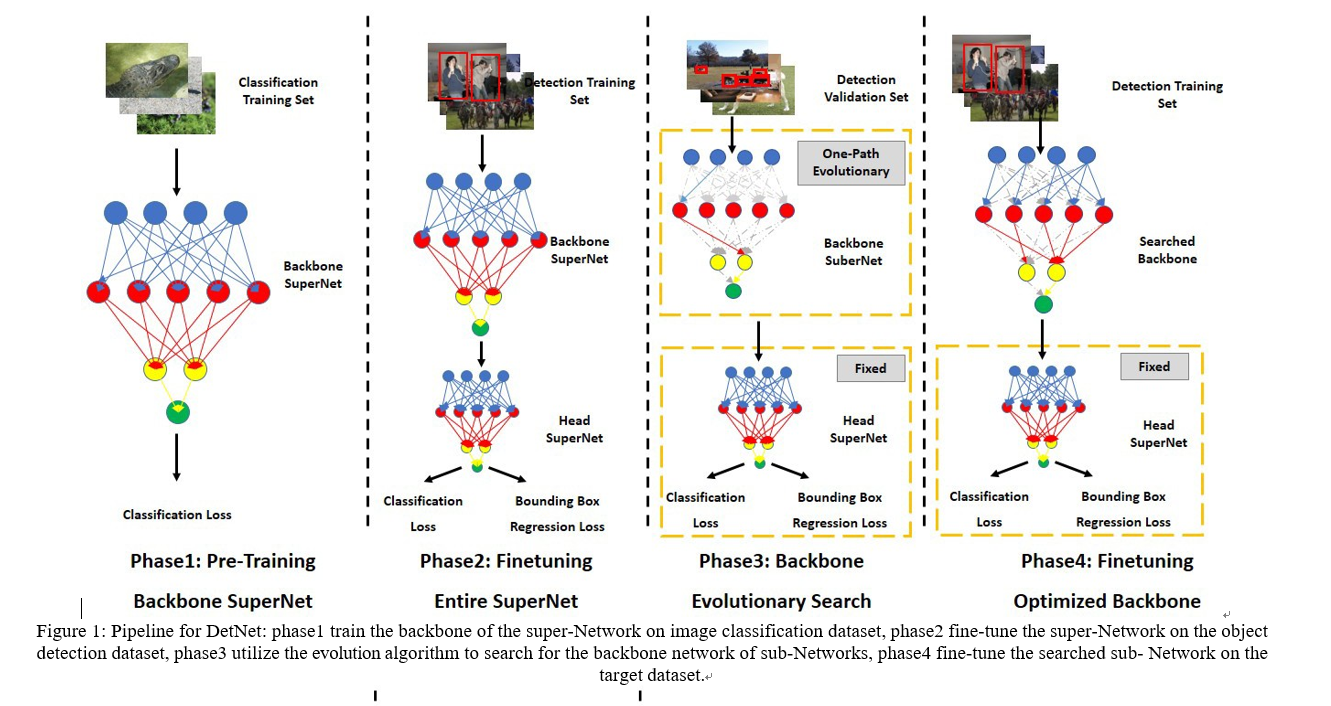 Classification
Training Set
Backbone
SuperNet
Classification Loss
Phase1: Pre-Training
Backbone SuperNet
Detection Training
Set
Backbone
SuperNet
Head
SuperNet
Classification
Loss
Bounding Box
Regression Loss
Phase2: Finetuning
Entire SuperNet
Detection
Validation Set
One-Path
Evolutionary
Backbone
SuberNet
Fixed
Head
SuperNet
Classification
Loss
Bounding Box
Regression Loss
Phase3: Backbone
Evolutionary Search
Detection Training
Set
Searched
Backbone
Fixed
Head
SuperNet
Classification
Loss
Bounding Box
Regression Loss
Phase4: Finetuning
Optimized Backbone
Figure 1: Pipeline for DetNet: phase1 train the backbone of the super-Network on image classification dataset, phase2 fine-tune the super-Network on the object
detection dataset, phase3 utilize the evolution algorithm to search for the backbone network of sub-Networks, phase4 fine-tune the searched sub- Network on the
target dataset.